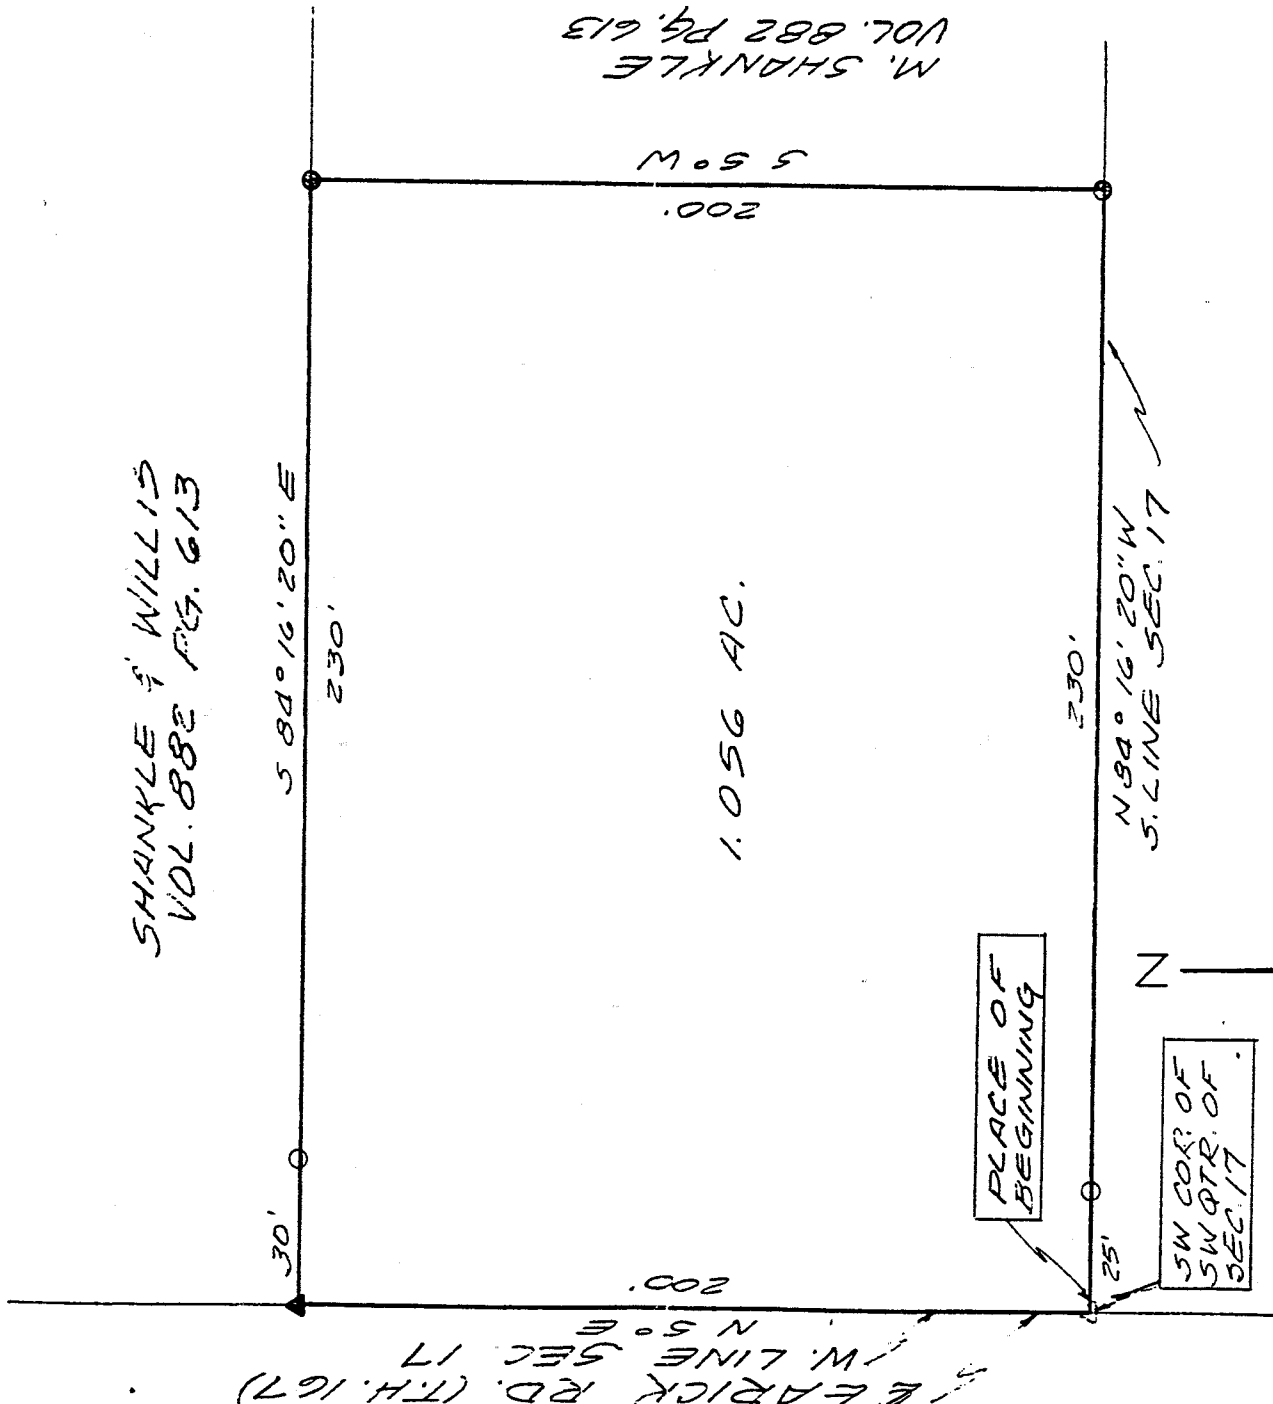 M. SHANKLE
VOL. 882 PG. 613
S 5° W
200'
SHANKLE & WILLIS
VOL. 882 PG. 613
S 84° 16' 20" E
230'
1.056 AC.
230'
N 84° 16' 20" W
S. LINE SEC. 17
PLACE OF
BEGINNING
N
SW COR. OF
SW QTR. OF
SEC. 17
30'
25'
200'
N 5° E
W. LINE SEC 17
RD. (T.H. 167)